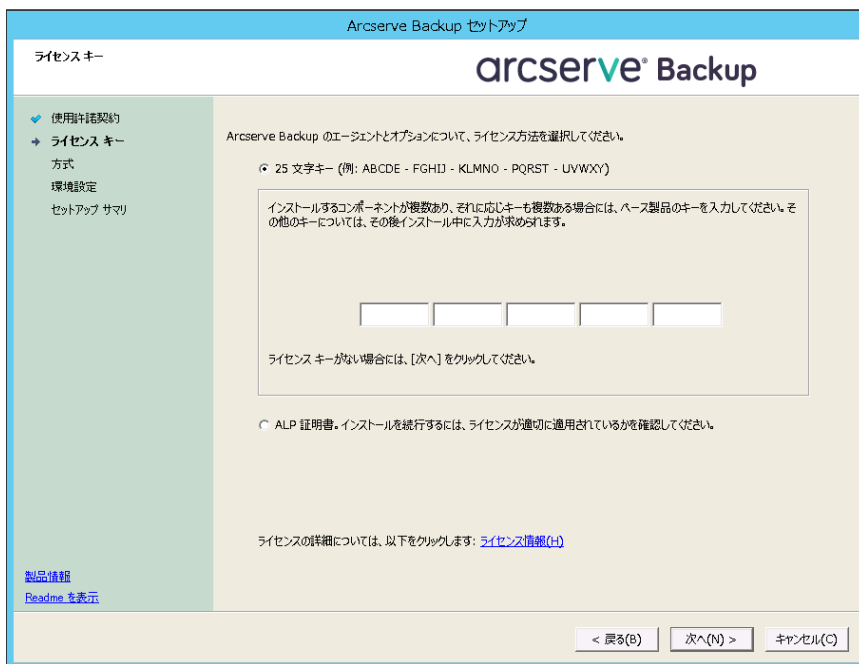 Arcserve Backup セットアップ
ライセンス キー
arcserve® Backup
使用許諾契約
ライセンス キー
方式
環境設定
セットアップ サマリ
Arcserve Backup のエージェントとオプションについて、ライセンス方法を選択してください。
25 文字キー (例: ABCDE - FGHIJ - KLMNO - PQRST - UVWXY)
インストールするコンポーネントが複数あり、それに応じキーも複数ある場合には、ベース製品のキーを入力してください。そ
の他のキーについては、その後インストール中に入力が求められます。
ライセンス キーがない場合には、[次へ] をクリックしてください。
ALP 証明書。インストールを続行するには、ライセンスが適切に適用されているかを確認してください。
ライセンスの詳細については、以下をクリックします: ライセンス情報(H)
製品情報
Readme を表示
< 戻る(B)
次へ(N) >
キャンセル(C)